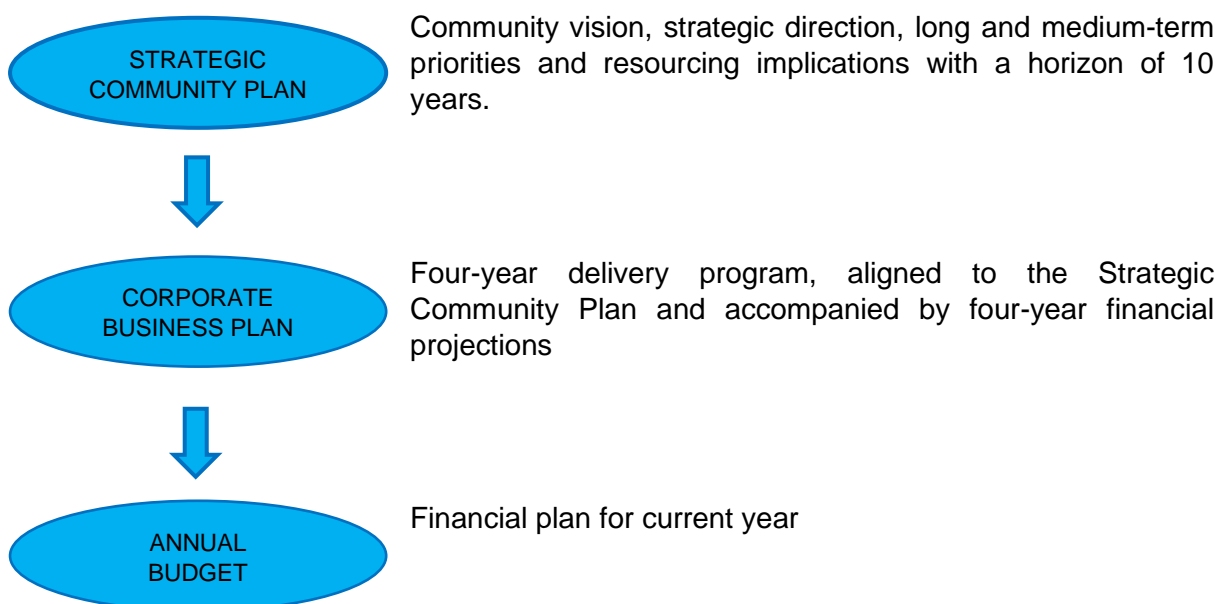 STRATEGIC
COMMUNITY PLAN
Community vision, strategic direction, long and medium-term
priorities and resourcing implications with a horizon of 10
years.
CORPORATE
BUSINESS PLAN
Four-year delivery program, aligned to the Strategic
Community Plan and accompanied by four-year financial
projections
ANNUAL
BUDGET
Financial plan for current year